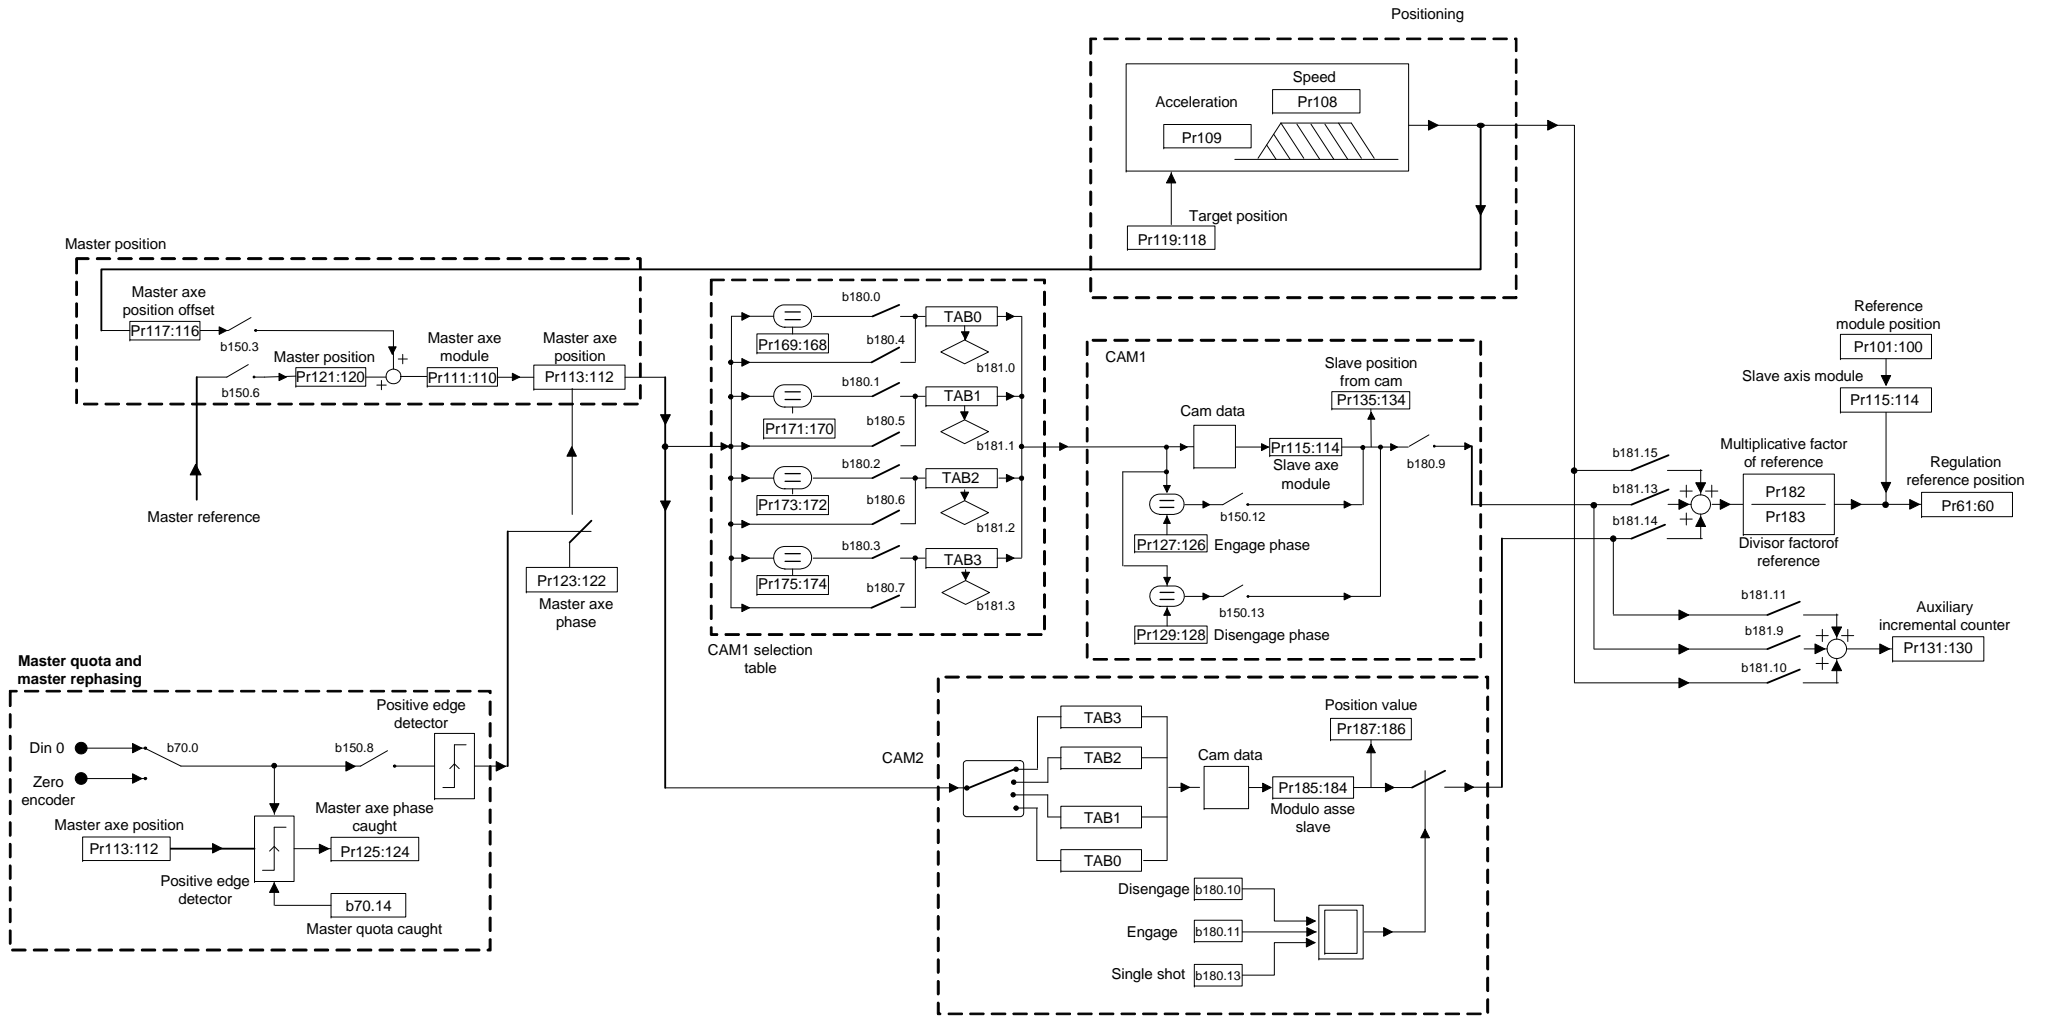 Positioning
Speed
Pr108
Acceleration
Pr109
Target position
Pr119:118
Master position
Master axe
position offset
Pr117:116
b150.3
Master position
Pr121:120
b150.6
+
+
Master axe
module
Pr111:110
Master axe
position
Pr113:112
Master reference
Pr123:122
Master axe
phase
b180.0
Pr169:168
b180.4
TAB0
b181.0
b180.1
Pr171:170
b180.5
TAB1
b181.1
b180.2
Pr173:172
b180.6
TAB2
b181.2
b180.3
Pr175:174
b180.7
TAB3
b181.3
CAM1 selection
table
CAM1
Slave position
from cam
Pr135:134
Cam data
Pr115:114
Slave axe
module
b180.9
b150.12
Pr127:126
Engage phase
b150.13
Pr129:128
Disengage phase
Reference
module position
Pr101:100
Slave axis module
Pr115:114
b181.15
b181.13
b181.14
+
+
+
Multiplicative factor
of reference
Pr182
Pr183
Divisor factorof
reference
Regulation
reference position
Pr61:60
b181.11
b181.9
b181.10
+
+
+
Auxiliary
incremental counter
Pr131:130
Master quota and
master rephasing
Din 0
Zero
encoder
b70.0
b150.8
Positive edge
detector
Master axe position
Pr113:112
Master axe phase
caught
Pr125:124
Positive edge
detector
b70.14
Master quota caught
CAM2
TAB3
TAB2
TAB1
TAB0
Cam data
Position value
Pr187:186
Pr185:184
Modulo asse
slave
Disengage
b180.10
Engage
b180.11
Single shot
b180.13